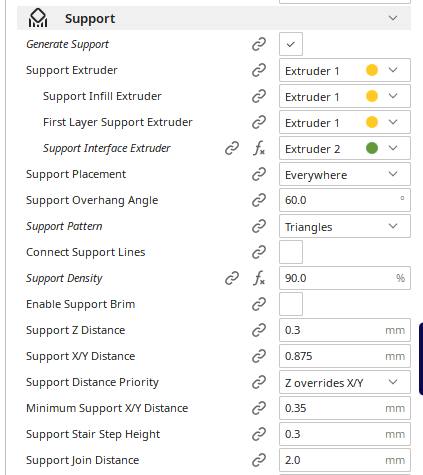 Support
Generate Support
Support Extruder Extruder 1
Support Infill Extruder Extruder 1
First Layer Support Extruder Extruder 1
Support Interface Extruder fx Extruder 2
Support Placement Everywhere
Support Overhang Angle 60.0 °
Support Pattern Triangles
Connect Support Lines
Support Density fx 90.0 %
Enable Support Brim
Support Z Distance 0.3 mm
Support X/Y Distance 0.875 mm
Support Distance Priority Z overrides X/Y
Minimum Support X/Y Distance 0.35 mm
Support Stair Step Height 0.3 mm
Support Join Distance 2.0 mm